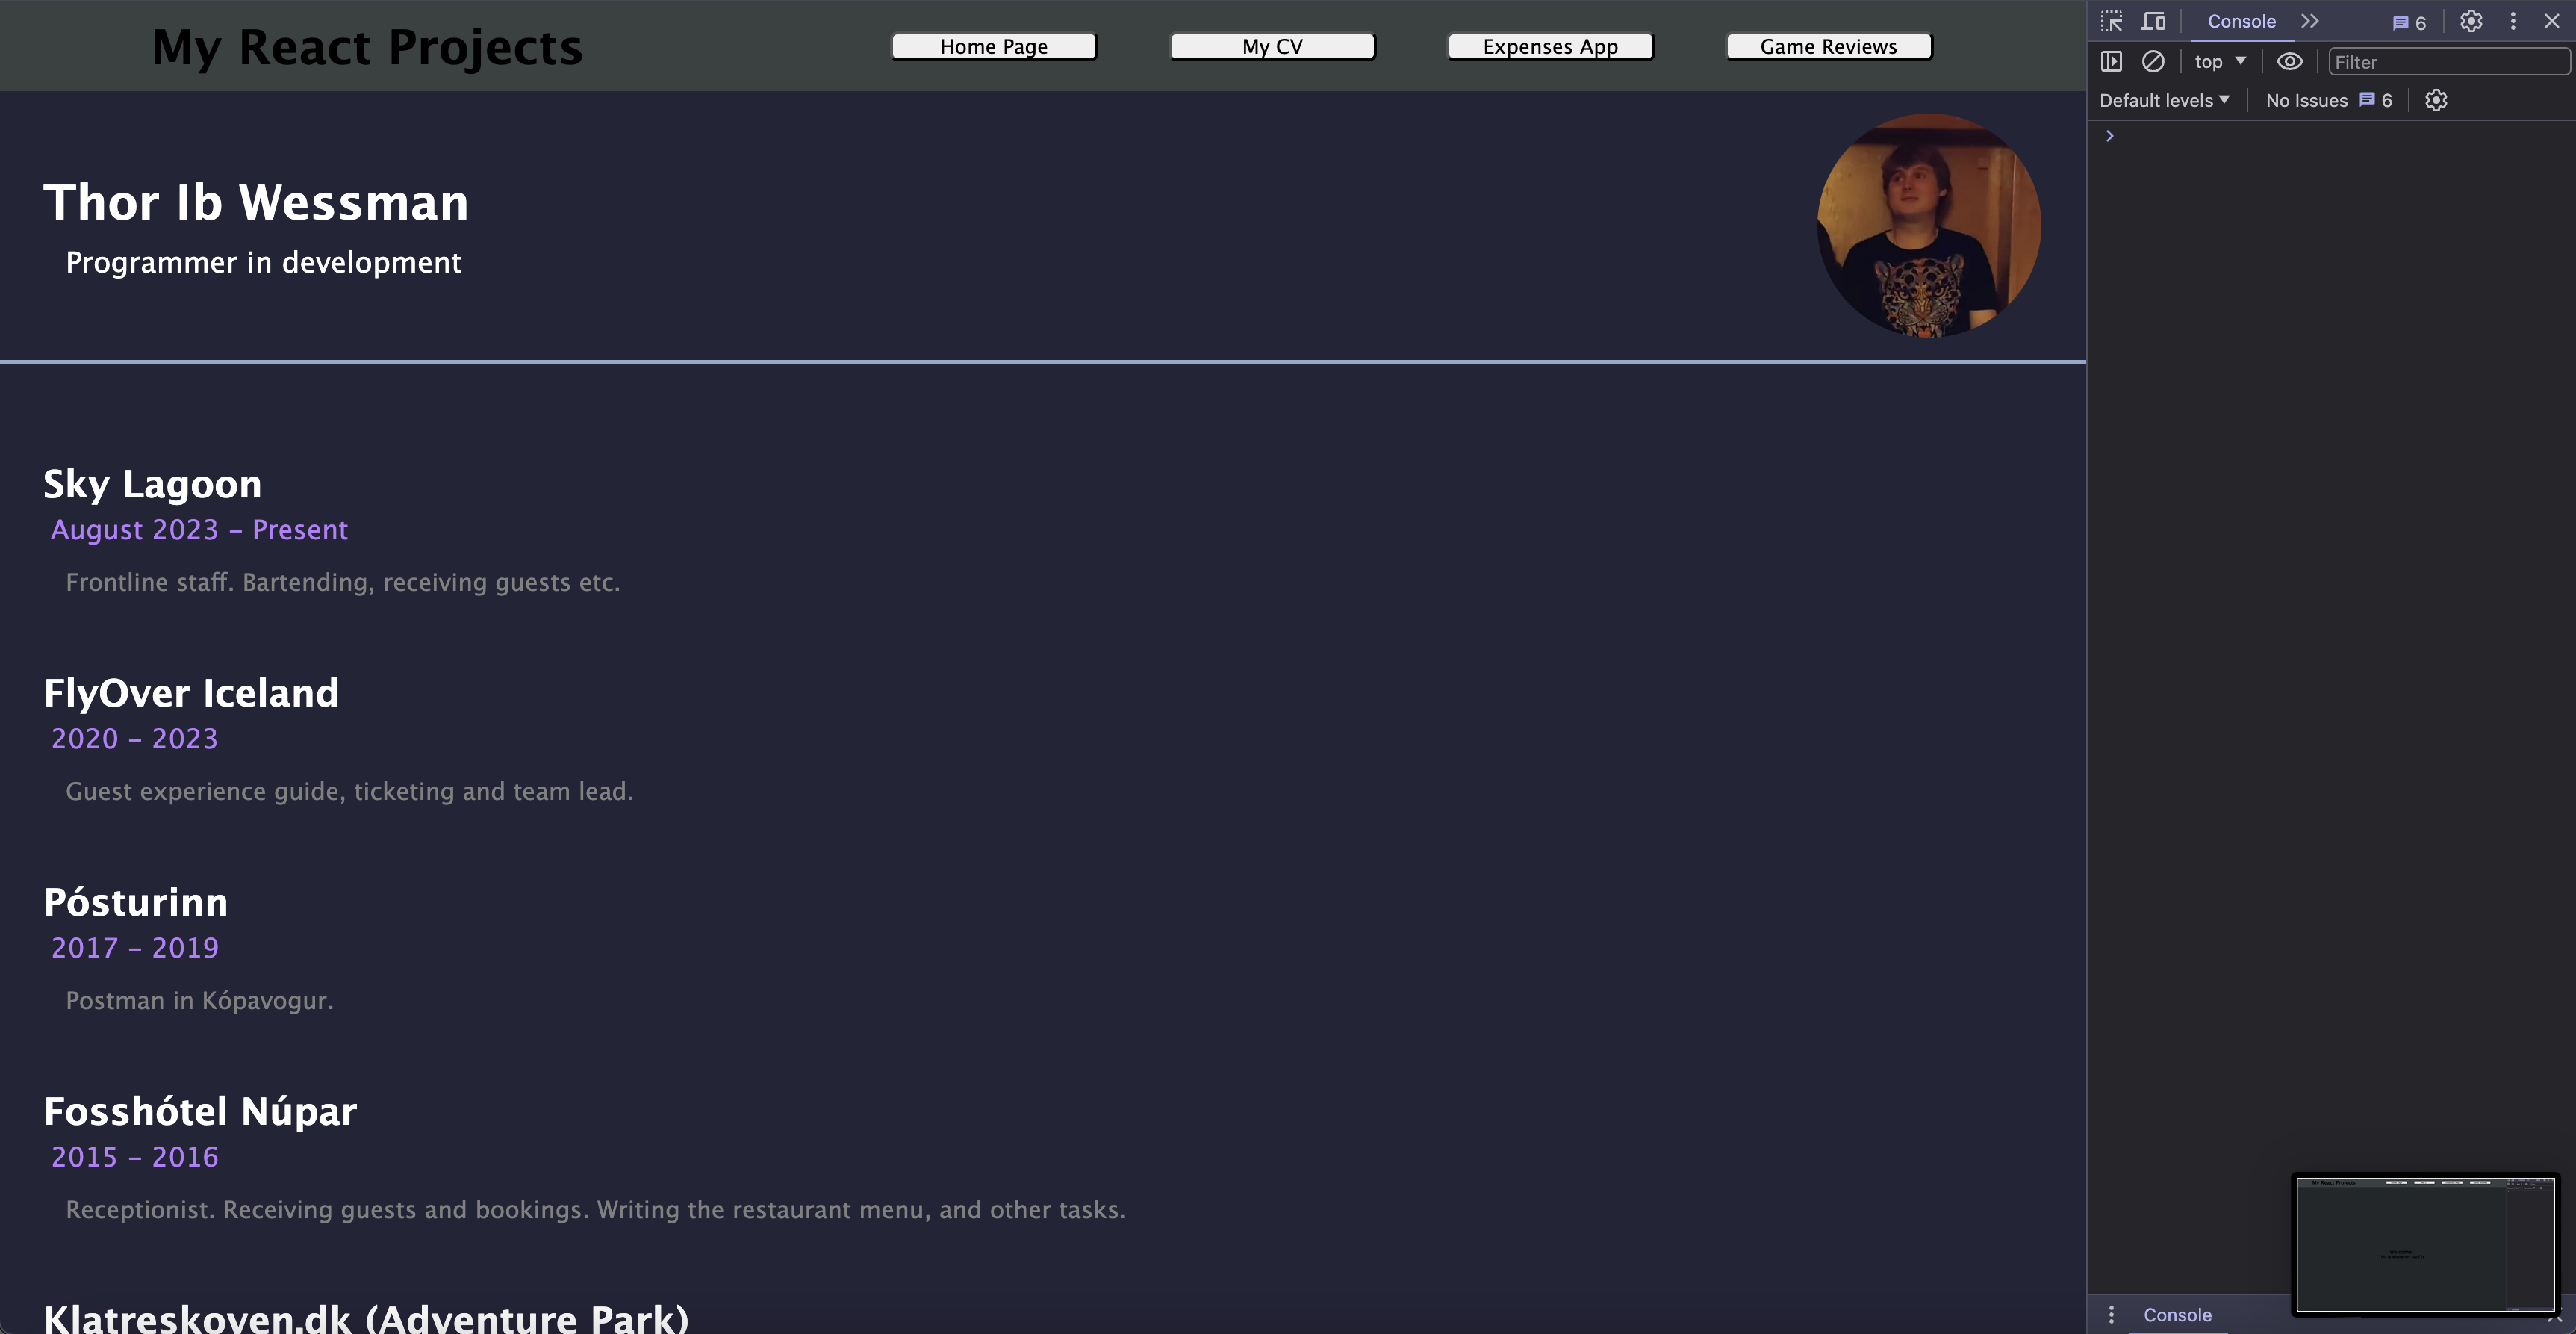 My React Projects
Home Page
My CV
Expenses App
Game Reviews
Thor Ib Wessman
Programmer in development
Sky Lagoon
August 2023 – Present
Frontline staff. Bartending, receiving guests etc.
FlyOver Iceland
2020 – 2023
Guest experience guide, ticketing and team lead.
Pósturinn
2017 – 2019
Postman in Kópavogur.
Fosshótel Núpar
2015 – 2016
Receptionist. Receiving guests and bookings. Writing the restaurant menu, and other tasks.
Klatreskoven.dk (Adventure Park)
Console
6
top
Filter
Default levels
No Issues
6
My React Projects
Console